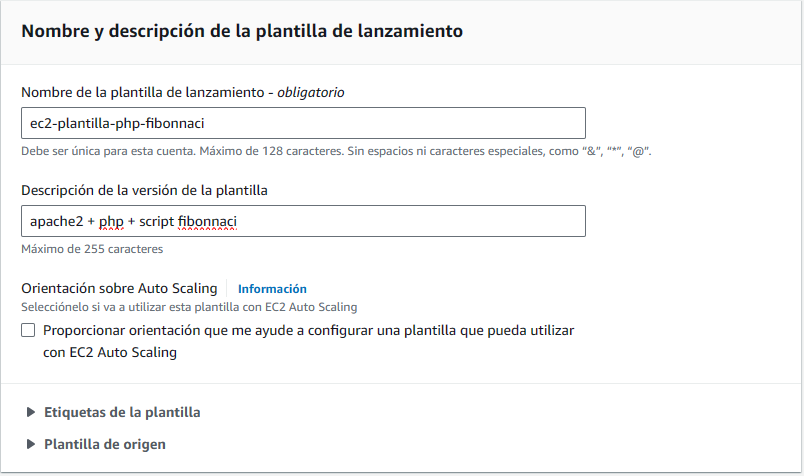 Nombre y descripción de la plantilla de lanzamiento
Nombre de la plantilla de lanzamiento - obligatorio
ec2-plantilla-php-fibonnaci
Debe ser única para esta cuenta. Máximo de 128 caracteres. Sin espacios ni caracteres especiales, como “&”, “*”, “@”.
Descripción de la versión de la plantilla
apache2 + php + script fibonnaci
Máximo de 255 caracteres
Orientación sobre Auto Scaling Información
Selecciónelo si va a utilizar esta plantilla con EC2 Auto Scaling
Proporcionar orientación que me ayude a configurar una plantilla que pueda utilizar
con EC2 Auto Scaling
Etiquetas de la plantilla
Plantilla de origen